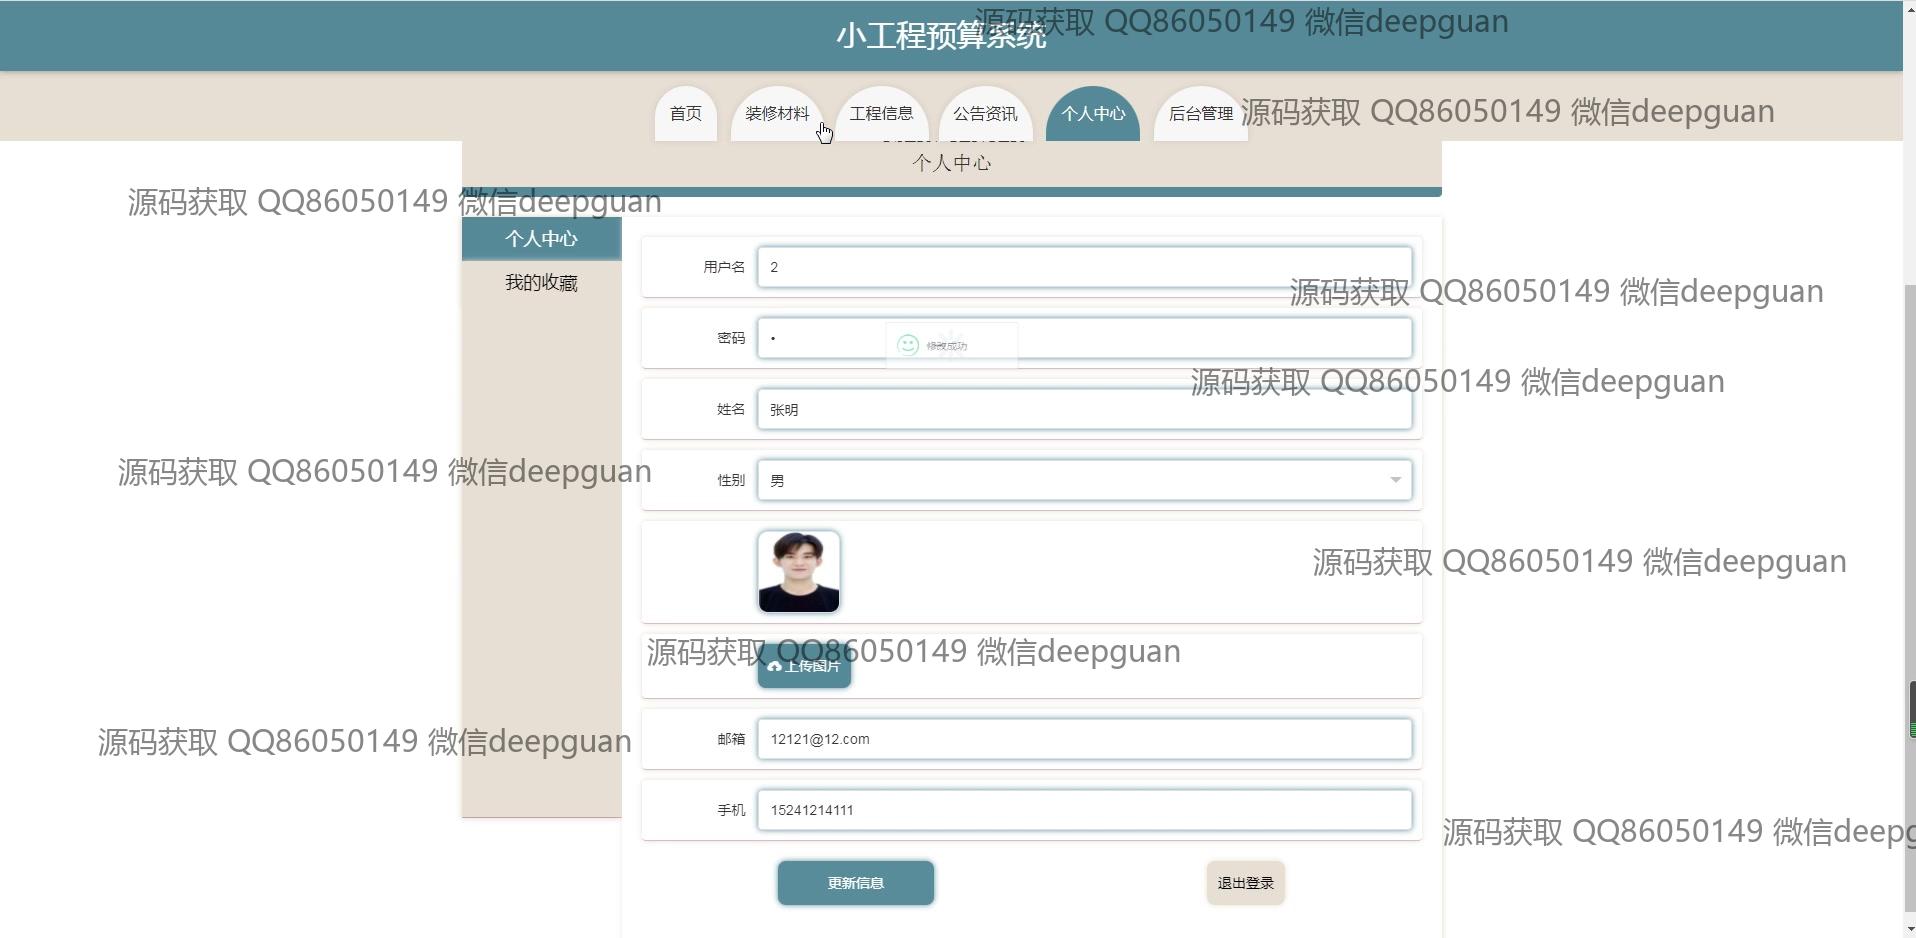 小工程预算系统
源码获取 QQ86050149 微信deepguan
首页
装修材料
工程信息
公告资讯
个人中心
后台管理
源码获取 QQ86050149 微信deepguan
个人中心
源码获取 QQ86050149 微信deepguan
个人中心
我的收藏
用户名
2
源码获取 QQ86050149 微信deepguan
密码
•
修改成功
源码获取 QQ86050149 微信deepguan
姓名
张明
源码获取 QQ86050149 微信deepguan
性别
男
源码获取 QQ86050149 微信deepguan
源码获取 QQ86050149 微信deepguan
上传图片
源码获取 QQ86050149 微信deepguan
邮箱
12121@12.com
手机
15241214111
源码获取 QQ86050149 微信deepg
更新信息
退出登录